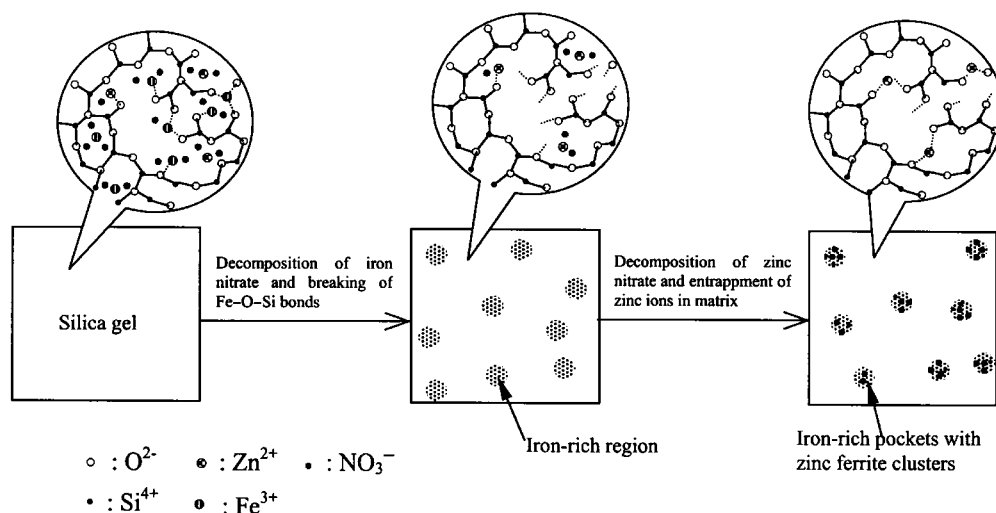 Silica gel
Decomposition of iron
nitrate and breaking of
Fe–O–Si bonds
Decomposition of zinc
nitrate and entrappment of
zinc ions in matrix
Iron-rich region
Iron-rich pockets with
zinc ferrite clusters
: O²⁻ : Zn²⁺ : NO₃⁻
: Si⁴⁺ : Fe³⁺